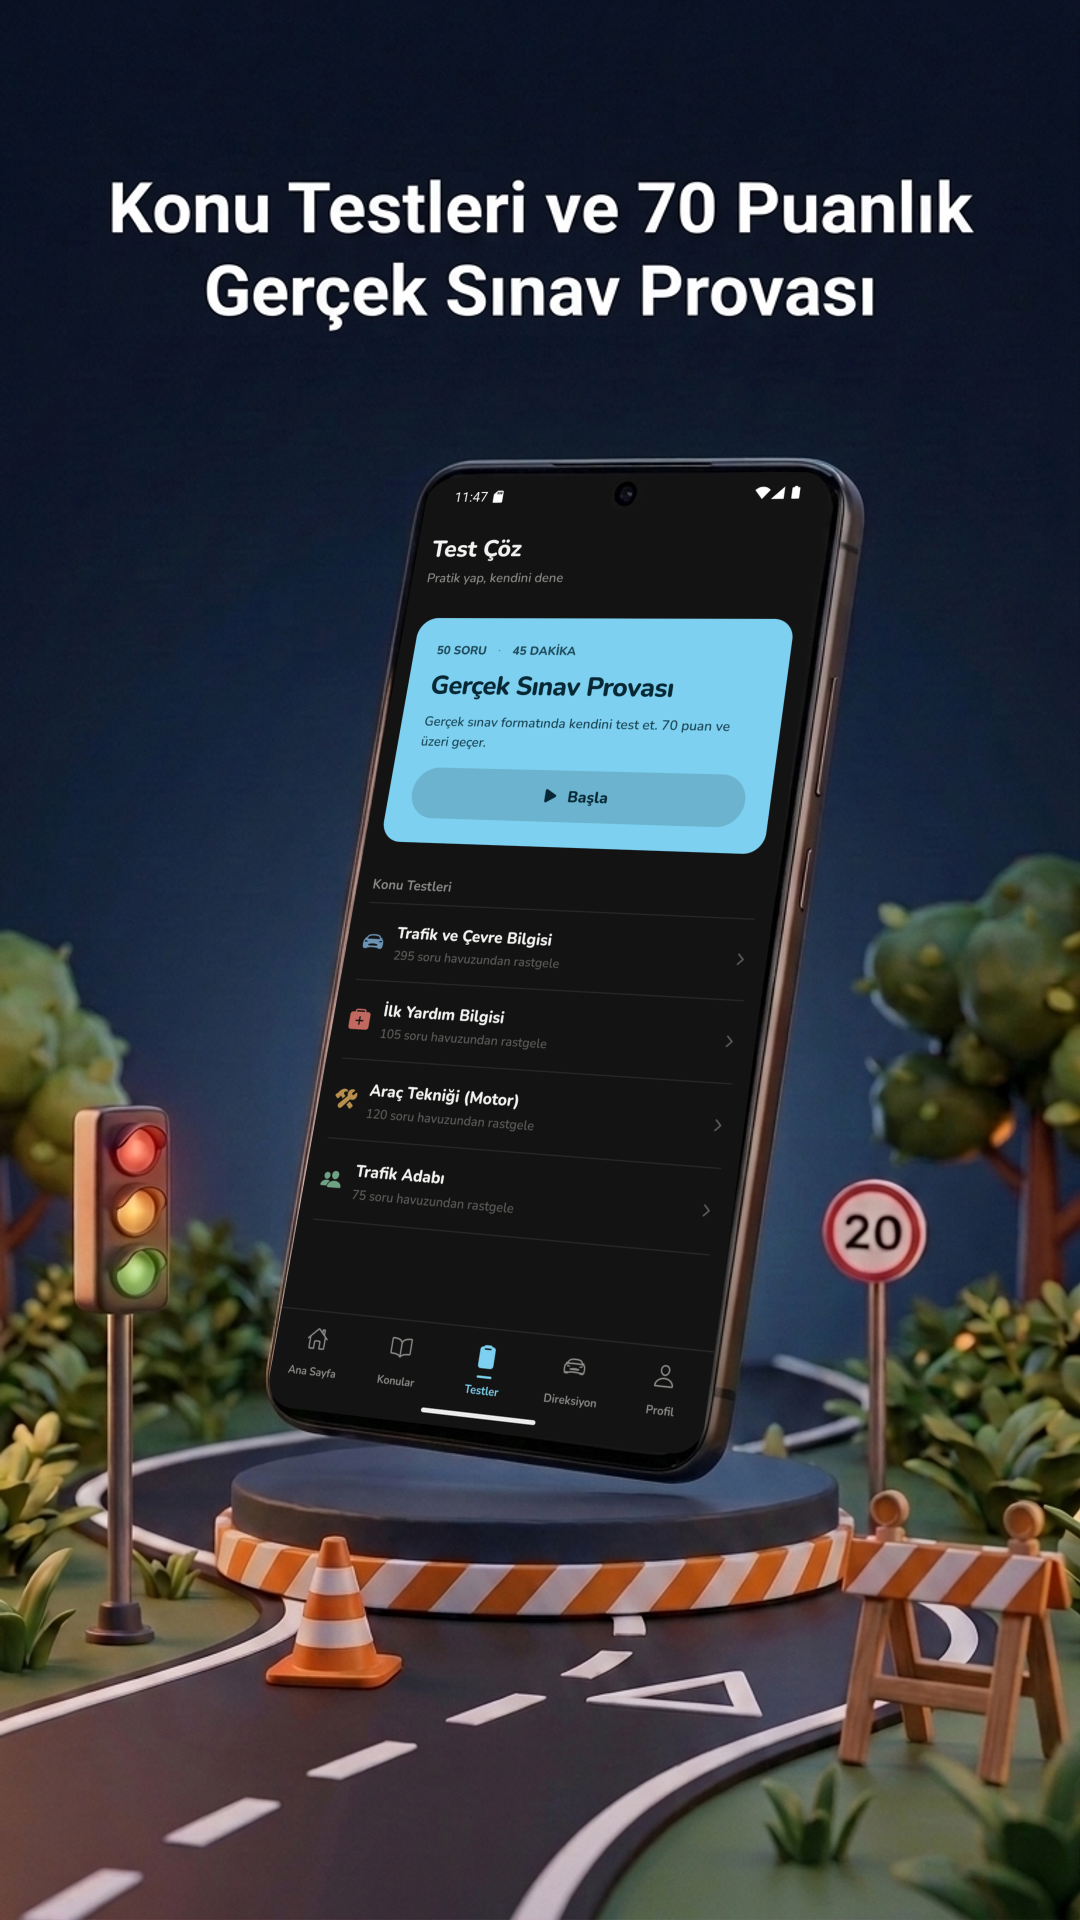 Konu Testleri ve 70 Puanlık
Gerçek Sınav Provası
11:47
Test Çöz
Pratik yap, kendini dene
50 SORU · 45 DAKİKA
Gerçek Sınav Provası
Gerçek sınav formatında kendini test et. 70 puan ve
üzeri geçer.
Başla
Konu Testleri
Trafik ve Çevre Bilgisi
295 soru havuzundan rastgele
İlk Yardım Bilgisi
105 soru havuzundan rastgele
Araç Tekniği (Motor)
120 soru havuzundan rastgele
Trafik Adabı
75 soru havuzundan rastgele
Ana Sayfa
Konular
Testler
Direksiyon
Profil
20